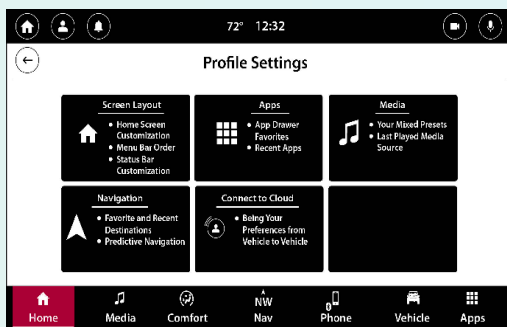 72° 12:32
Profile Settings
Screen Layout
• Home Screen
Customization
• Menu Bar Order
• Status Bar
Customization
Apps
• App Drawer
Favorites
• Recent Apps
Media
• Your Mixed Presets
• Last Played Media
Source
Navigation
• Favorite and Recent
Destinations
• Predictive Navigation
Connect to Cloud
• Being Your
Preferences from
Vehicle to Vehicle
NW
Home Media Comfort Nav Phone Vehicle Apps